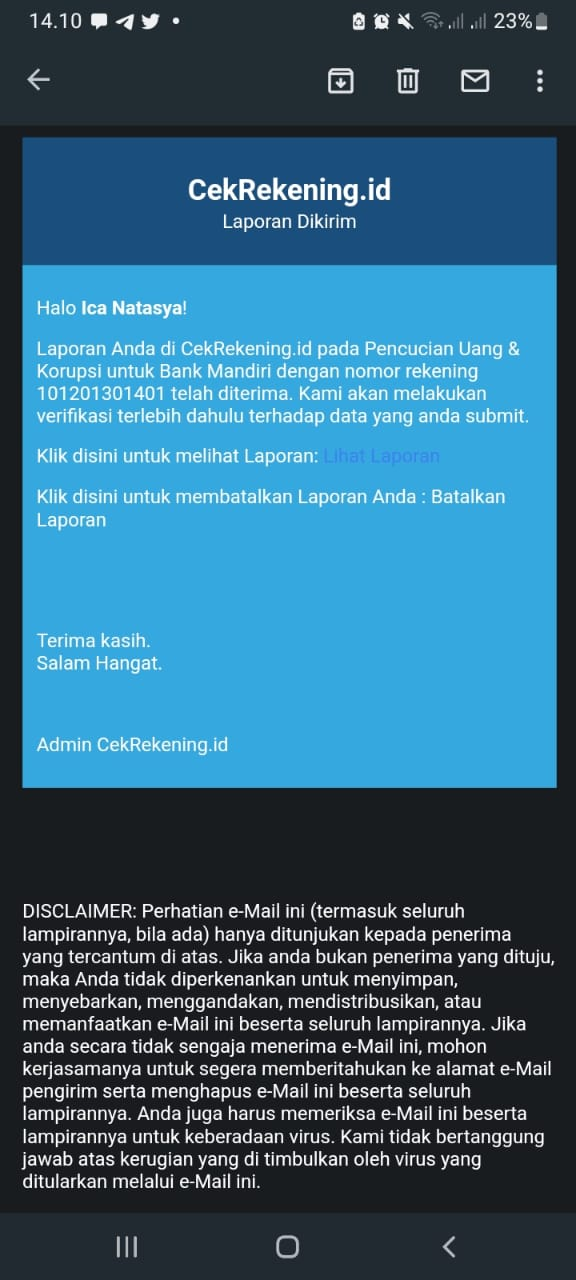 14.10
23%
CekRekening.id
Laporan Dikirim
Halo Ica Natasya!
Laporan Anda di CekRekening.id pada Pencucian Uang &
Korupsi untuk Bank Mandiri dengan nomor rekening
101201301401 telah diterima. Kami akan melakukan
verifikasi terlebih dahulu terhadap data yang anda submit.
Klik disini untuk melihat Laporan: Lihat Laporan
Klik disini untuk membatalkan Laporan Anda : Batalkan
Laporan
Terima kasih.
Salam Hangat.
Admin CekRekening.id
DISCLAIMER: Perhatian e-Mail ini (termasuk seluruh
lampirannya, bila ada) hanya ditunjukan kepada penerima
yang tercantum di atas. Jika anda bukan penerima yang dituju,
maka Anda tidak diperkenankan untuk menyimpan,
menyebarkan, menggandakan, mendistribusikan, atau
memanfaatkan e-Mail ini beserta seluruh lampirannya. Jika
anda secara tidak sengaja menerima e-Mail ini, mohon
kerjasamanya untuk segera memberitahukan ke alamat e-Mail
pengirim serta menghapus e-Mail ini beserta seluruh
lampirannya. Anda juga harus memeriksa e-Mail ini beserta
lampirannya untuk keberadaan virus. Kami tidak bertanggung
jawab atas kerugian yang di timbulkan oleh virus yang
ditularkan melalui e-Mail ini.